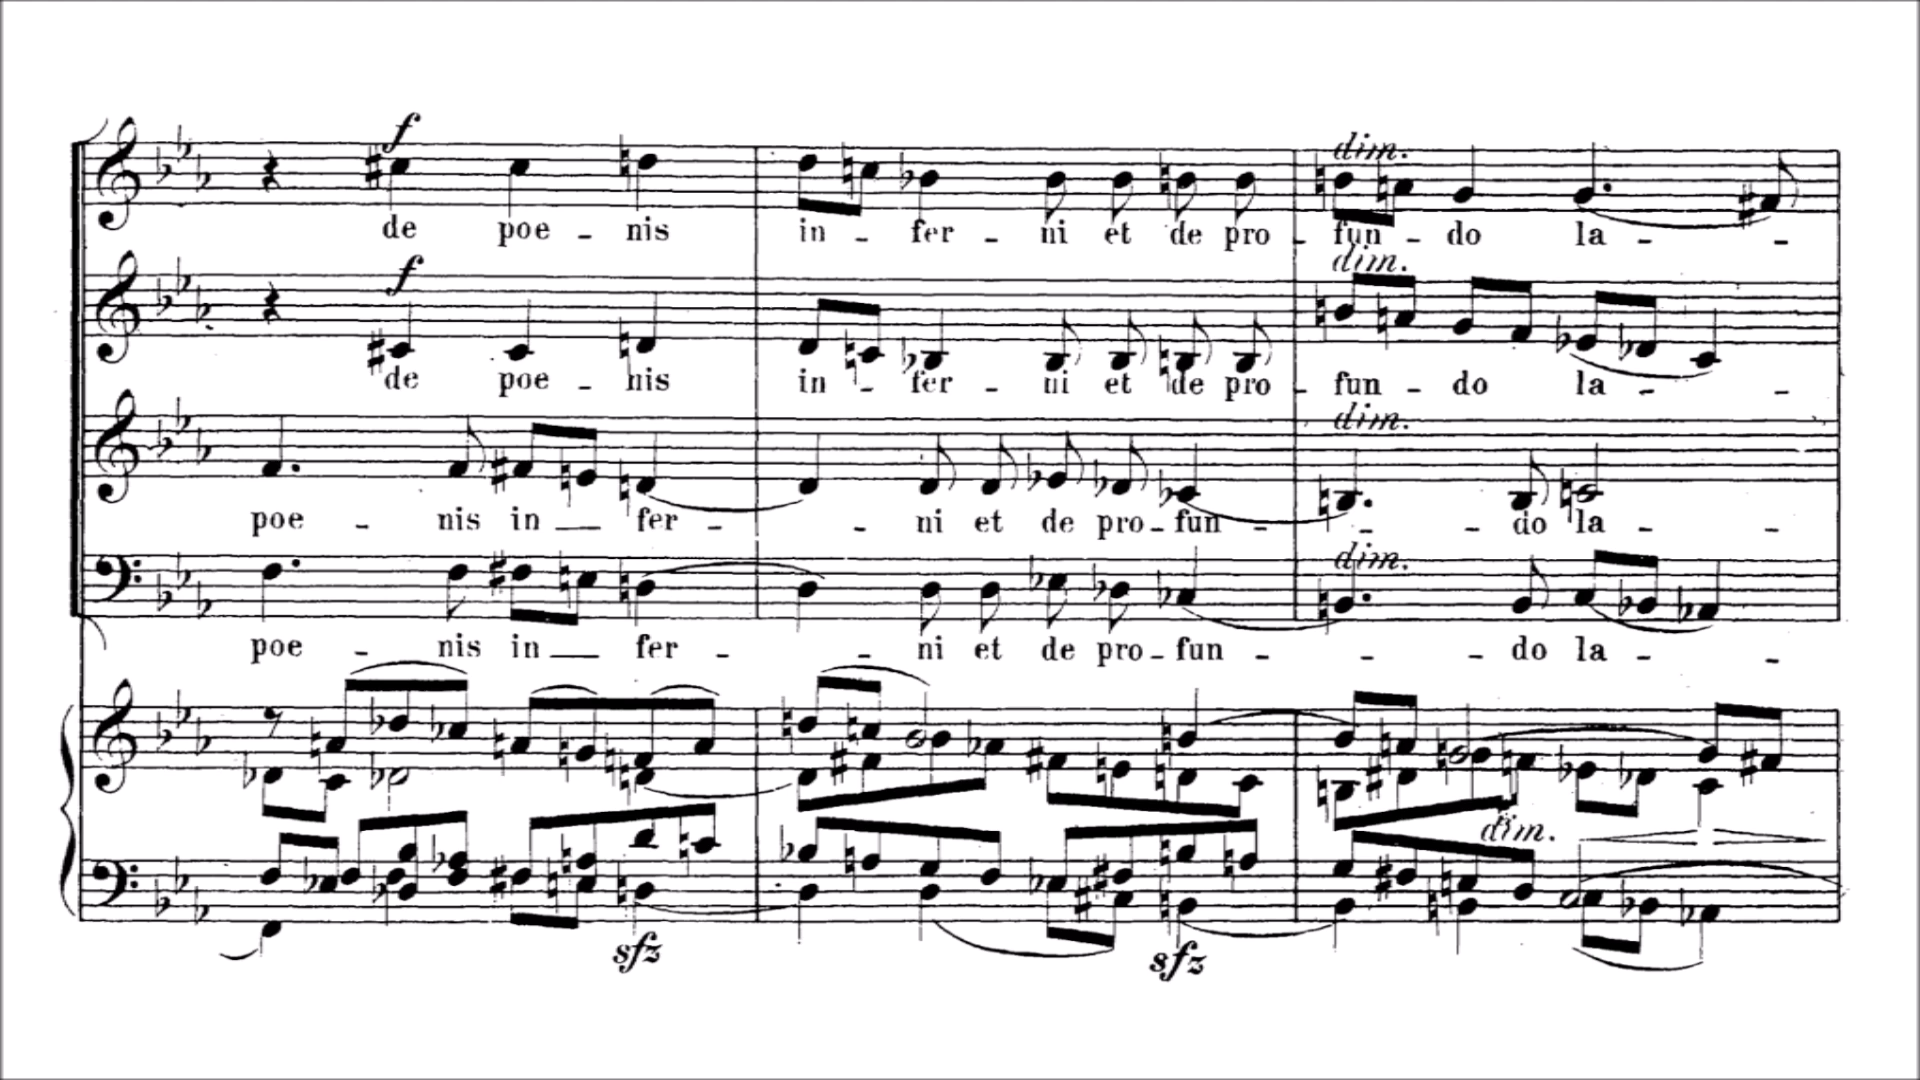 f
de poe - nis in - fer - ni et de pro - fun - do la - -
dim.
f
de poe - nis in - fer - ni et de pro - fun - do la - -
dim.
poe - nis in - fer - - ni et de pro - fun - - - do la - -
dim.
poe - nis in - fer - - ni et de pro - fun - - - do la - -
dim.
dim.
sfz sfz